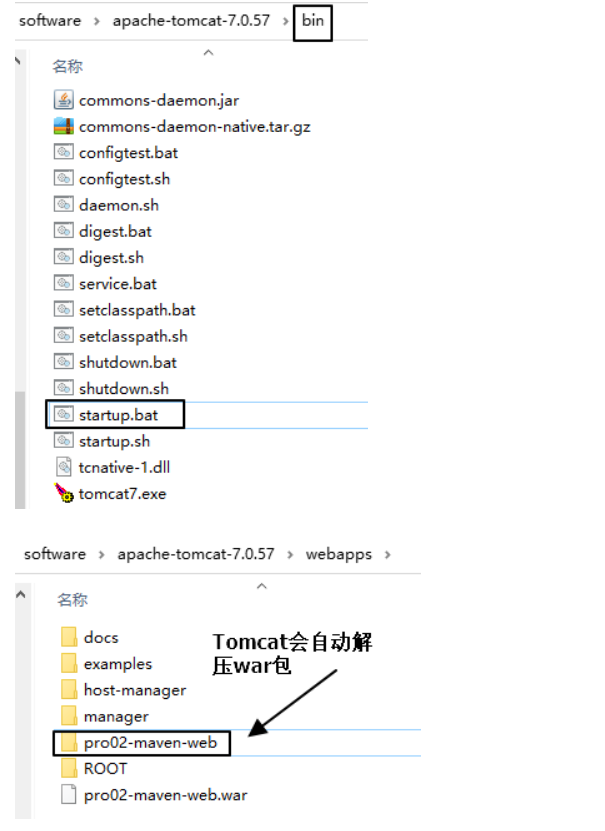 software › apache-tomcat-7.0.57 › bin
名称
commons-daemon.jar
commons-daemon-native.tar.gz
configtest.bat
configtest.sh
daemon.sh
digest.bat
digest.sh
service.bat
setclasspath.bat
setclasspath.sh
shutdown.bat
shutdown.sh
startup.bat
startup.sh
tcnative-1.dll
tomcat7.exe
software › apache-tomcat-7.0.57 › webapps ›
名称
docs
examples
host-manager
manager
pro02-maven-web
ROOT
pro02-maven-web.war
Tomcat会自动解
压war包